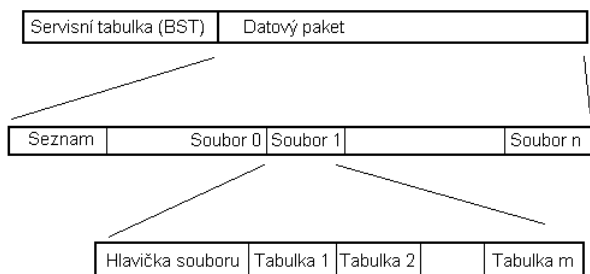 Servisní tabulka (BST) Datový paket
Seznam Soubor 0 Soubor 1 Soubor n
Hlavička souboru Tabulka 1 Tabulka 2 Tabulka m